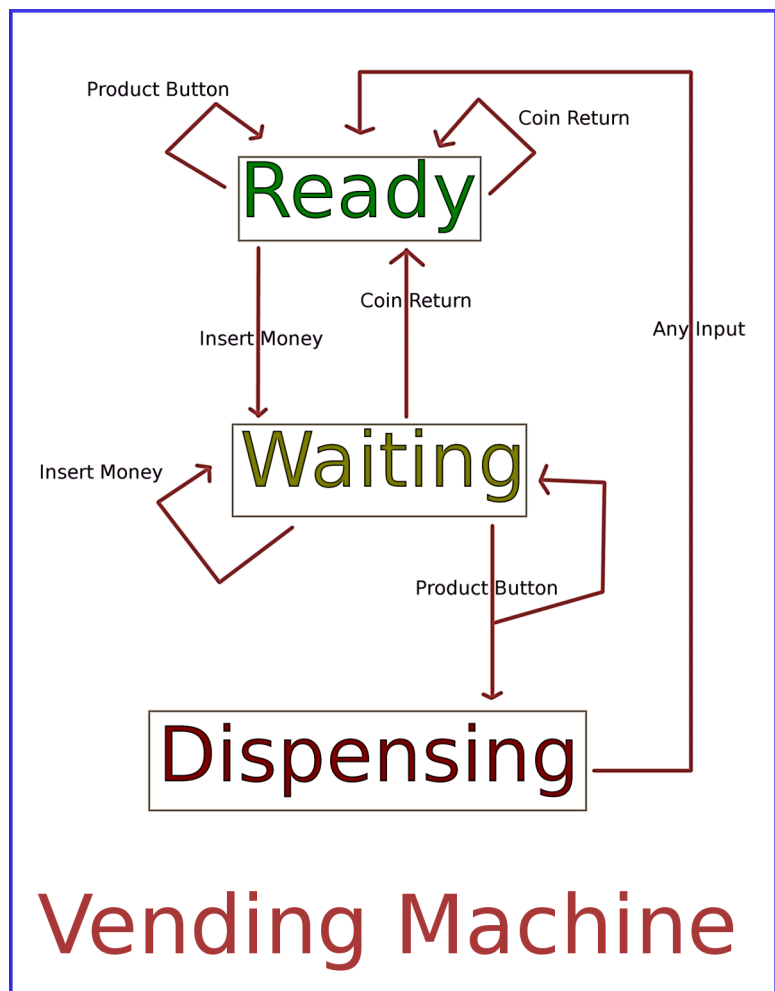 Product Button
Coin Return
Ready
Coin Return
Any Input
Insert Money
Waiting
Insert Money
Product Button
Dispensing
Vending Machine